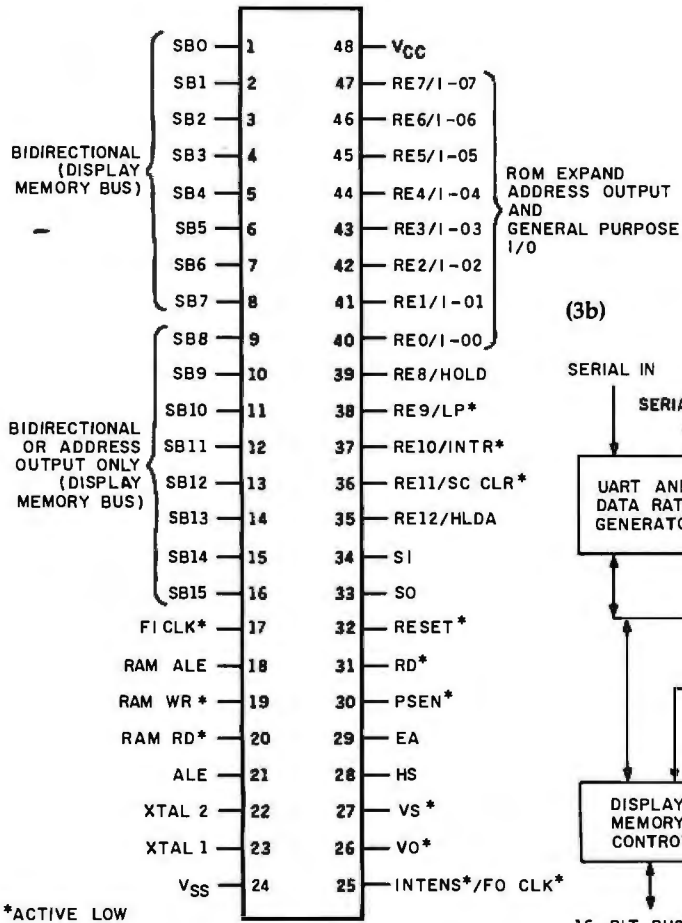 SB0 1 48 VCC
SB1 2 47 RE7/I-07
SB2 3 46 RE6/I-06
SB3 4 45 RE5/I-05
SB4 5 44 RE4/I-04
SB5 6 43 RE3/I-03
SB6 7 42 RE2/I-02
SB7 8 41 RE1/I-01
SB8 9 40 RE0/I-00
SB9 10 39 RE8/HOLD
SB10 11 38 RE9/LP*
SB11 12 37 RE10/INTR*
SB12 13 36 RE11/SC CLR*
SB13 14 35 RE12/HLDA
SB14 15 34 SI
SB15 16 33 SO
FI CLK* 17 32 RESET*
RAM ALE 18 31 RD*
RAM WR* 19 30 PSEN*
RAM RD* 20 29 EA
ALE 21 28 HS
XTAL 2 22 27 VS*
XTAL 1 23 26 VO*
VSS 24 25 INTENS*/FO CLK*
BIDIRECTIONAL
(DISPLAY
MEMORY BUS)
BIDIRECTIONAL
OR ADDRESS
OUTPUT ONLY
(DISPLAY
MEMORY BUS)
ROM EXPAND
ADDRESS OUTPUT
AND
GENERAL PURPOSE
I/O
*ACTIVE LOW
(3b)
SERIAL IN
UART
DATA
DISPLAY
MEMORY